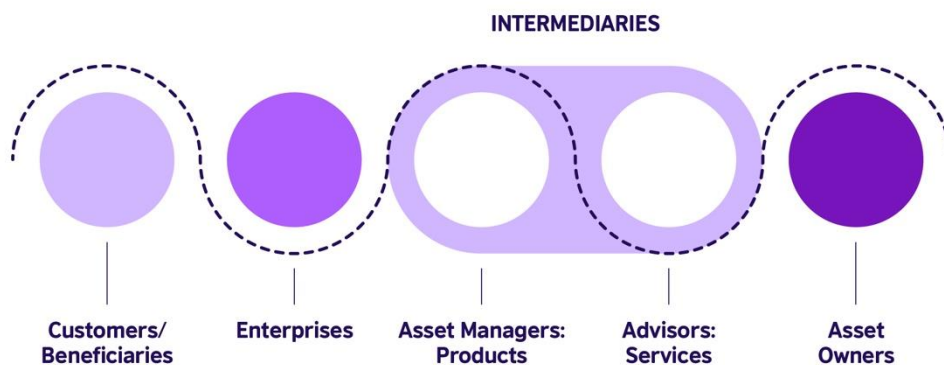 INTERMEDIARIES
Customers/
Beneficiaries
Enterprises
Asset Managers:
Products
Advisors:
Services
Asset
Owners